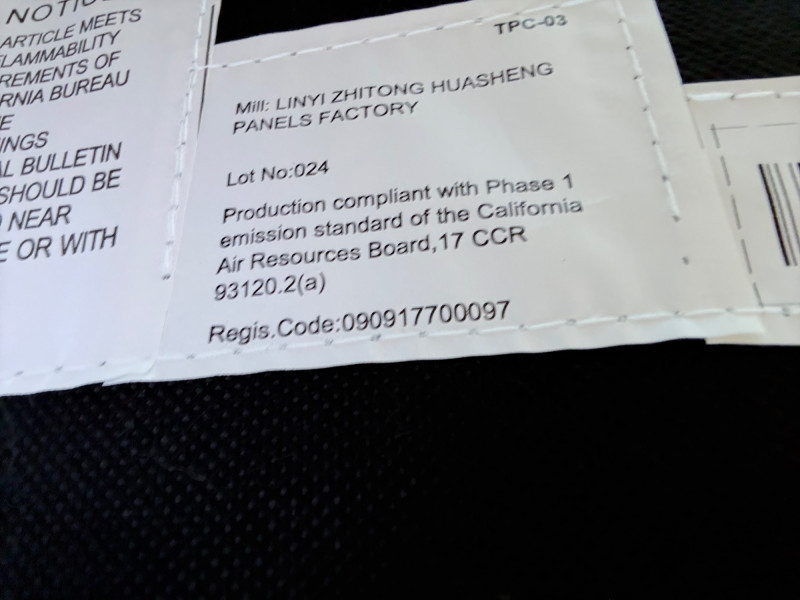 NOTIC
ARTICLE MEETS
LAMMABILITY
REMENTS OF
RNIA BUREAU
E
INGS
AL BULLETIN
SHOULD BE
NEAR
E OR WITH
TPC-03
Mill: LINYI ZHITONG HUASHENG
PANELS FACTORY
Lot No:024
Production compliant with Phase 1
emission standard of the California
Air Resources Board,17 CCR
93120.2(a)
Regis.Code:090917700097